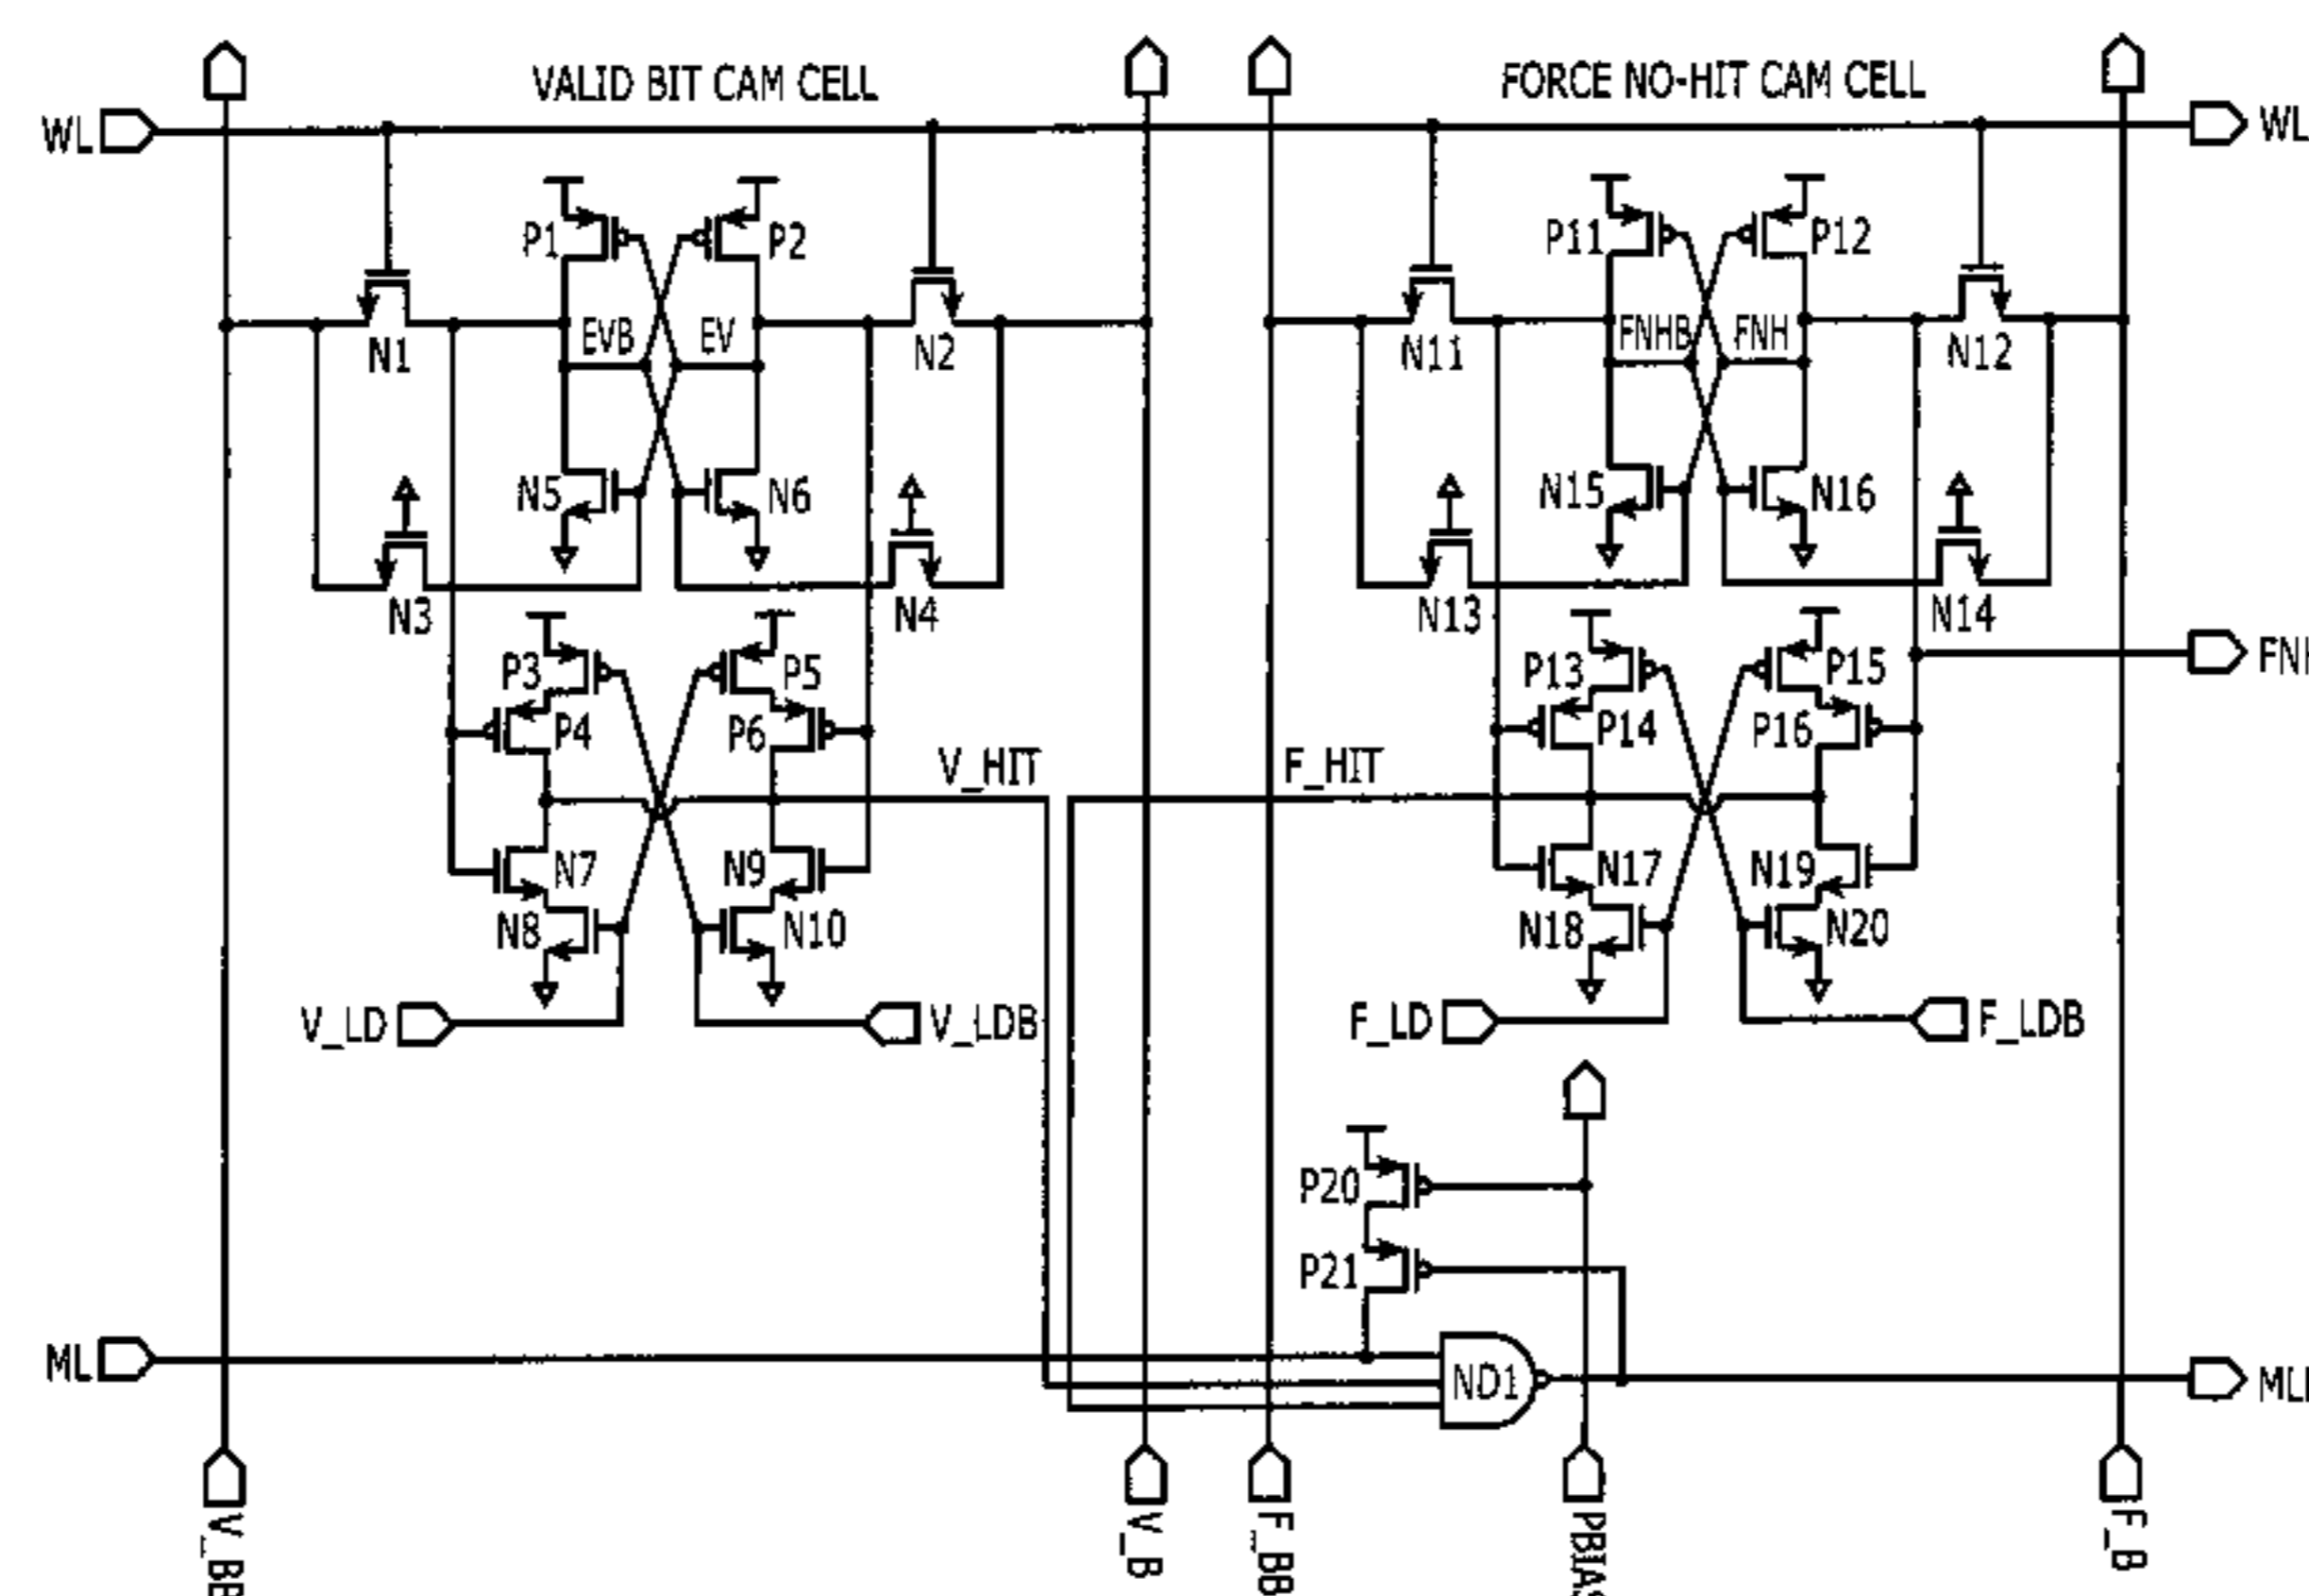 VALID BIT CAM CELL
FORCE NO-HIT CAM CELL
WL
WL
P1
P2
P11
P12
EVB
EV
FNHB
FNH
N1
N2
N11
N12
N5
N6
N15
N16
N3
N4
N13
N14
P3
P5
P13
P15
P4
P6
P14
P16
V_HIT
F_HIT
N7
N9
N17
N19
N8
N10
N18
N20
V_LD
V_LDB
F_LD
F_LDB
P20
P21
ML
ND1
V_B
F_BB
F_B